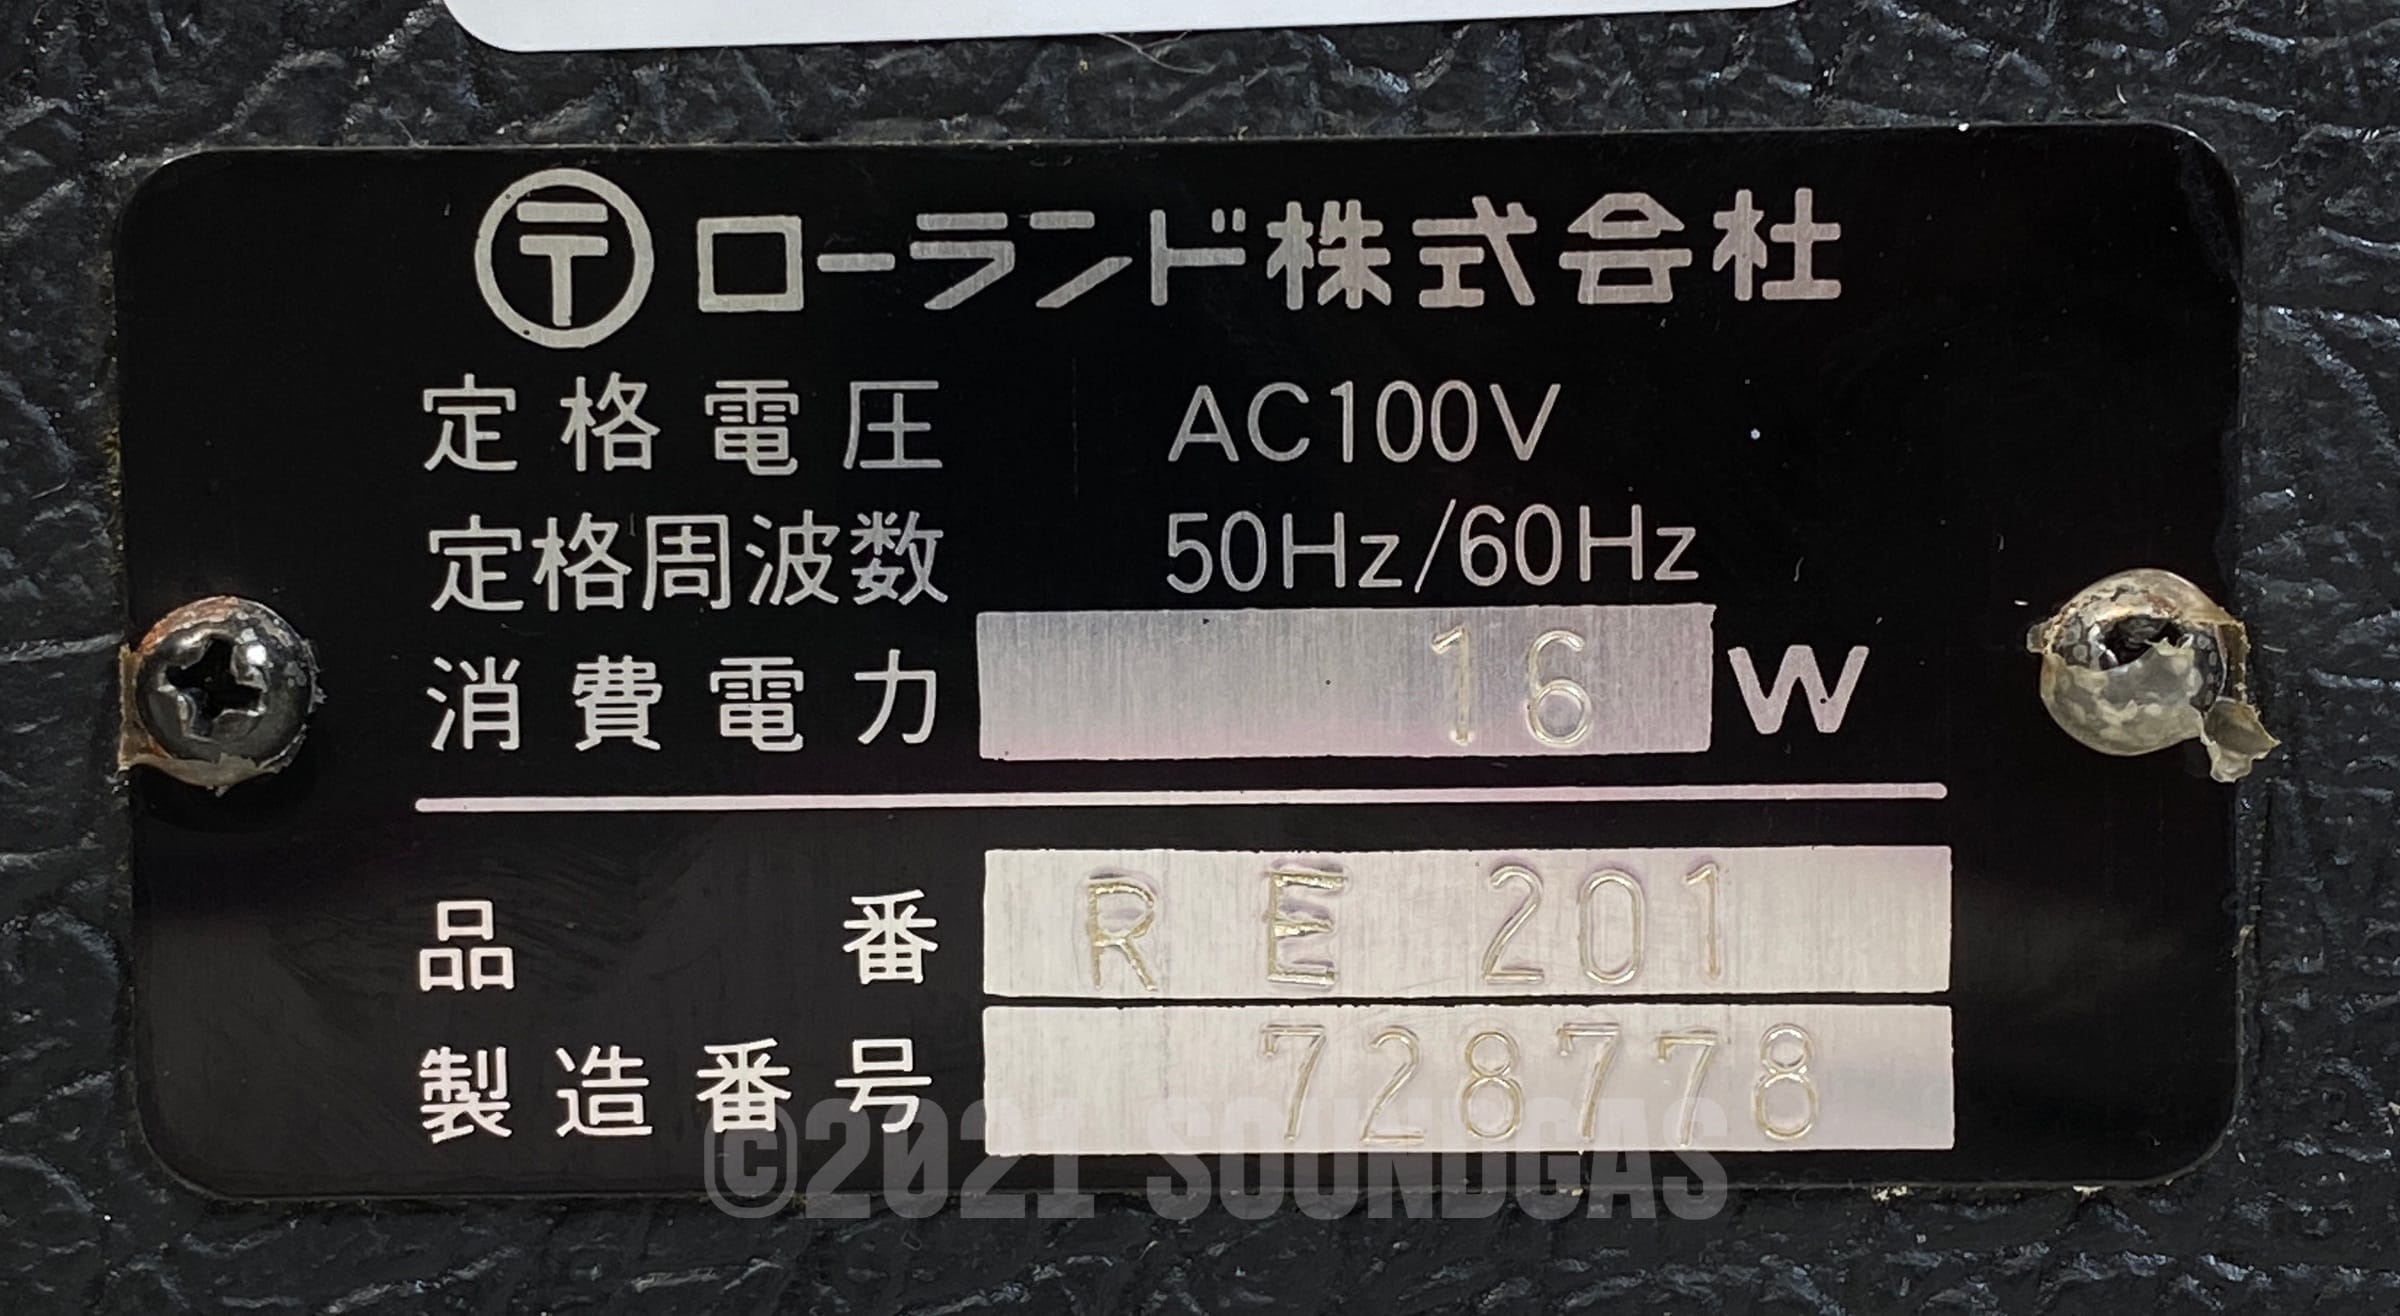 〒 ローランド株式会社
定格電圧 AC100V
定格周波数 50Hz/60Hz
消費電力 16 W
品番 RE 201
製造番号 728778
©2021 SOUNDGAS